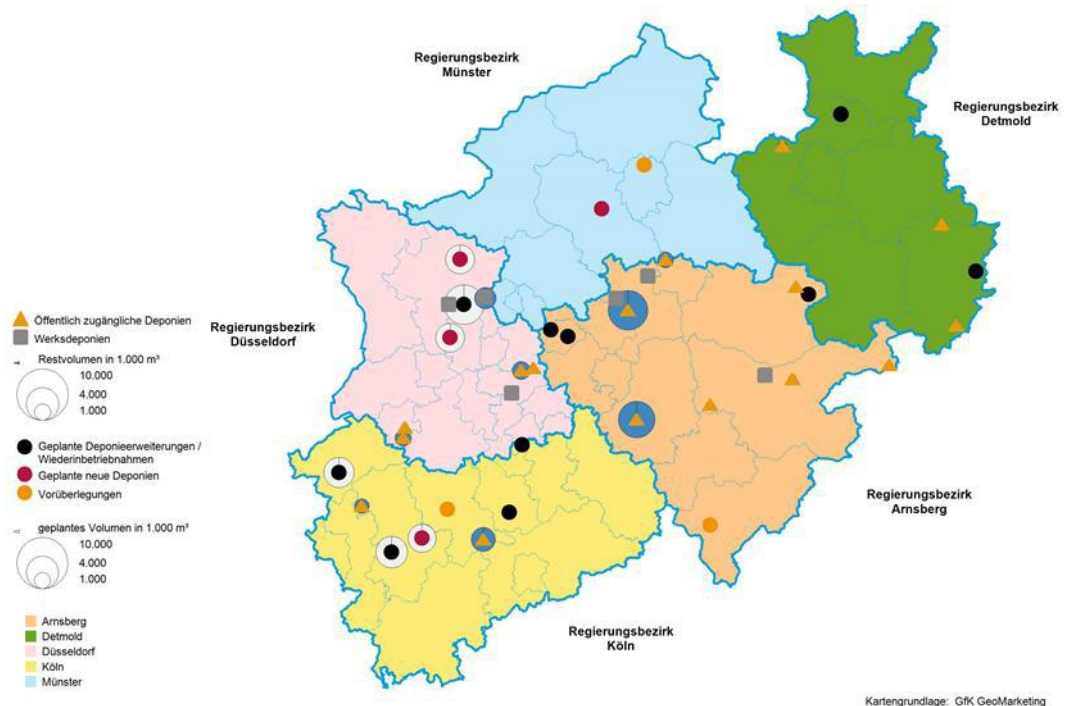 Regierungsbezirk
Münster
Regierungsbezirk
Detmold
Regierungsbezirk
Düsseldorf
Öffentlich zugängliche Deponien
Werksdeponien
Restvolumen in 1.000 m³
10.000
4.000
1.000
Geplante Deponieerweiterungen /
Wiederinbetriebnahmen
Geplante neue Deponien
Vorüberlegungen
geplantes Volumen in 1.000 m³
10.000
4.000
1.000
Arnsberg
Detmold
Düsseldorf
Köln
Münster
Regierungsbezirk
Arnsberg
Regierungsbezirk
Köln
Kartengrundlage: GfK GeoMarketing